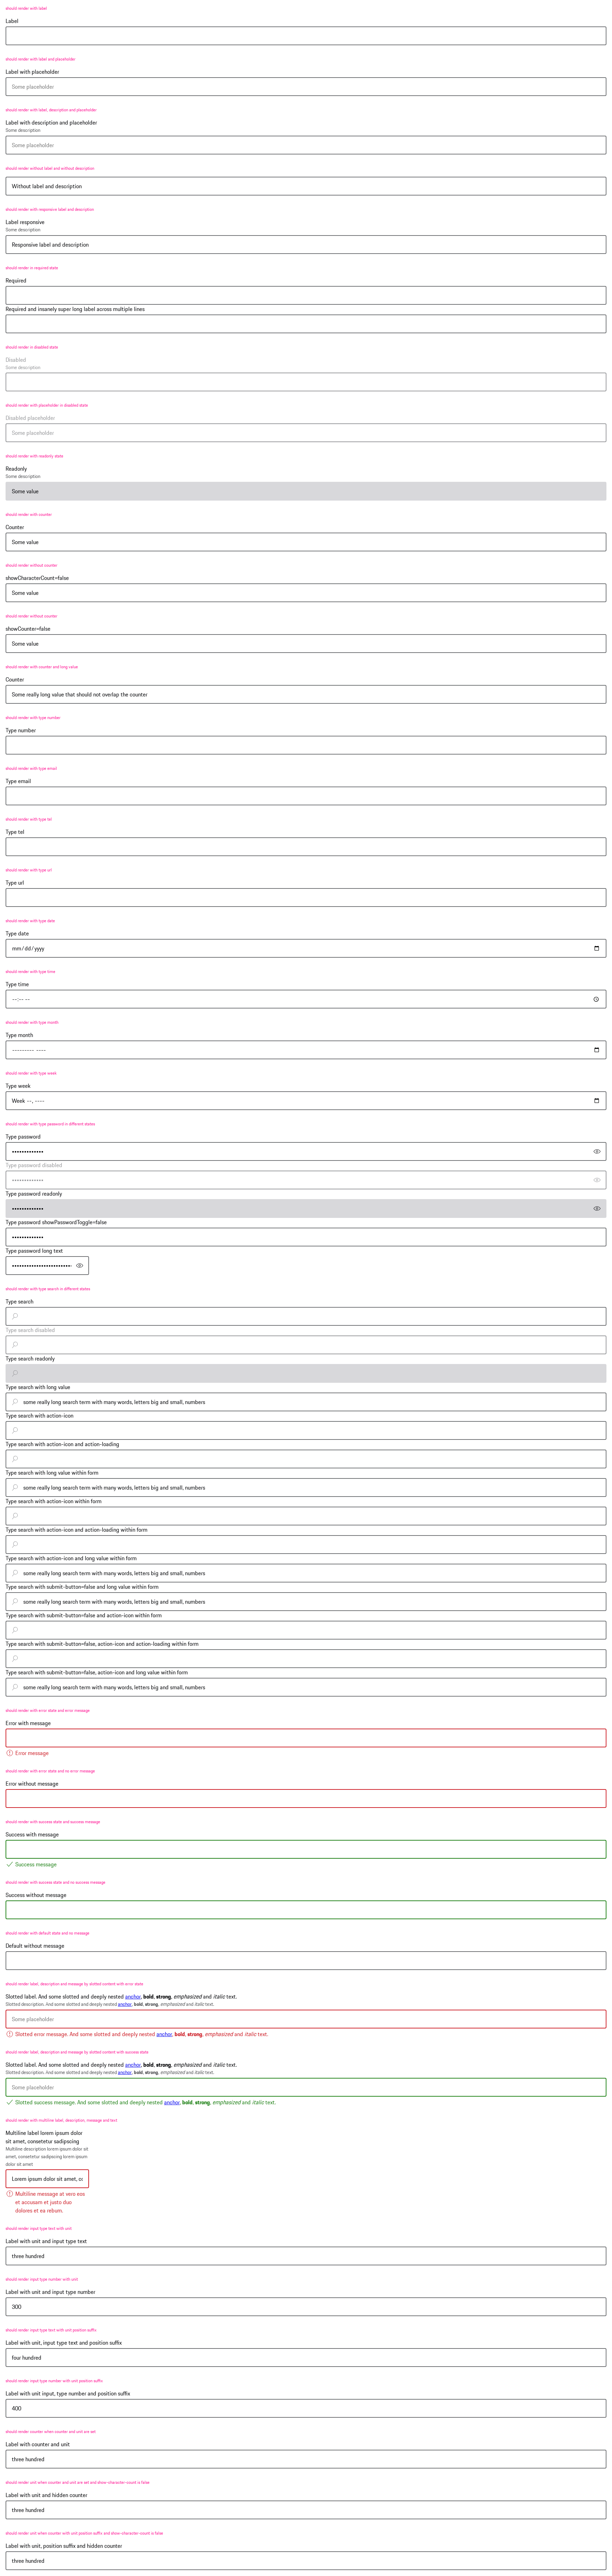 should render with label
Label
should render with label and placeholder
Label with placeholder
Some placeholder
should render with label, description and placeholder
Label with description and placeholder
Some description
Some placeholder
should render without label and without description
Without label and description
should render with responsive label and description
Label responsive
Some description
Responsive label and description
should render in required state
Required
Required and insanely super long label across multiple lines
should render in disabled state
Disabled
Some description
should render with placeholder in disabled state
Disabled placeholder
Some placeholder
should render with readonly state
Readonly
Some description
Some value
should render with counter
Counter
Some value
should render without counter
showCharacterCount=false
Some value
should render without counter
showCounter=false
Some value
should render with counter and long value
Counter
Some really long value that should not overlap the counter
should render with type number
Type number
should render with type email
Type email
should render with type tel
Type tel
should render with type url
Type url
should render with type date
Type date
mm/dd/yyyy
should render with type time
Type time
--:-- --
should render with type month
Type month
--------- ----
should render with type week
Type week
Week --, ----
should render with type password in different states
Type password
Type password disabled
Type password readonly
Type password showPasswordToggle=false
Type password long text
should render with type search in different states
Type search
Type search disabled
Type search readonly
Type search with long value
some really long search term with many words, letters big and small, numbers
Type search with action-icon
Type search with action-icon and action-loading
Type search with long value within form
some really long search term with many words, letters big and small, numbers
Type search with action-icon within form
Type search with action-icon and action-loading within form
Type search with action-icon and long value within form
some really long search term with many words, letters big and small, numbers
Type search with submit-button=false and long value within form
some really long search term with many words, letters big and small, numbers
Type search with submit-button=false and action-icon within form
Type search with submit-button=false, action-icon and action-loading within form
Type search with submit-button=false, action-icon and long value within form
some really long search term with many words, letters big and small, numbers
should render with error state and error message
Error with message
Error message
should render with error state and no error message
Error without message
should render with success state and success message
Success with message
Success message
should render with success state and no success message
Success without message
should render with default state and no message
Default without message
should render label, description and message by slotted content with error state
Slotted label. And some slotted and deeply nested anchor, bold, strong, emphasized and italic text.
Slotted description. And some slotted and deeply nested anchor, bold, strong, emphasized and italic text.
Some placeholder
Slotted error message. And some slotted and deeply nested anchor, bold, strong, emphasized and italic text.
should render label, description and message by slotted content with success state
Slotted label. And some slotted and deeply nested anchor, bold, strong, emphasized and italic text.
Slotted description. And some slotted and deeply nested anchor, bold, strong, emphasized and italic text.
Some placeholder
Slotted success message. And some slotted and deeply nested anchor, bold, strong, emphasized and italic text.
should render with multiline label, description, message and text
Multiline label lorem ipsum dolor
sit amet, consetetur sadipscing
Multiline description lorem ipsum dolor sit
amet, consetetur sadipscing lorem ipsum
dolor sit amet
Lorem ipsum dolor sit amet, co
Multiline message at vero eos
et accusam et justo duo
dolores et ea rebum.
should render input type text with unit
Label with unit and input type text
three hundred
should render input type number with unit
Label with unit and input type number
300
should render input type text with unit position suffix
Label with unit, input type text and position suffix
four hundred
should render input type number with unit position suffix
Label with unit input, type number and position suffix
400
should render counter when counter and unit are set
Label with counter and unit
three hundred
should render unit when counter and unit are set and show-character-count is false
Label with unit and hidden counter
three hundred
should render unit when counter with unit position suffix and show-character-count is false
Label with unit, position suffix and hidden counter
three hundred